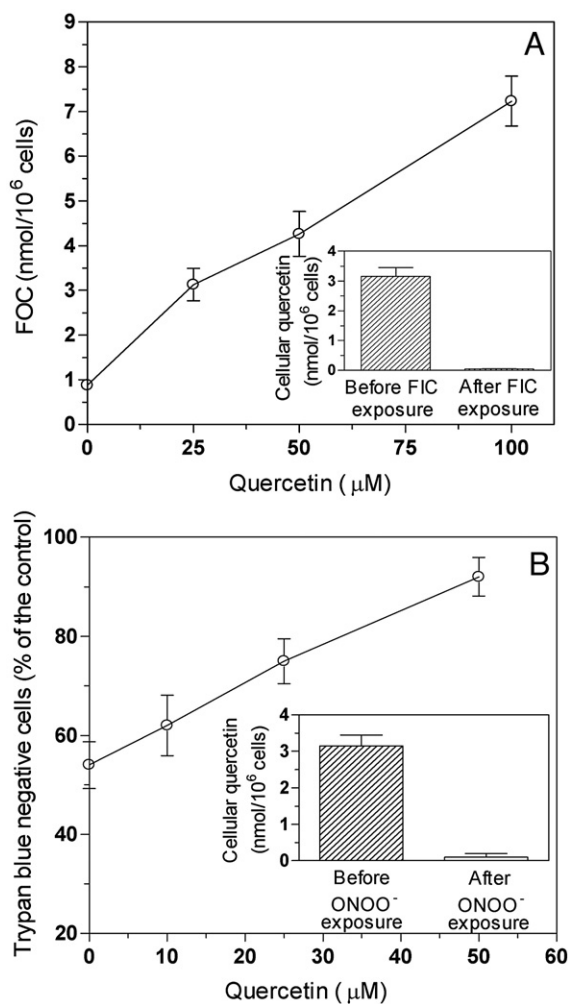 A
FOC (nmol/10⁶ cells)
9
8
7
6
5
4
3
2
1
0
0 25 50 75 100
Quercetin ( μM)
Cellular quercetin
(nmol/10⁶ cells)
4
3
2
1
0
Before FIC After FIC
exposure exposure
B
Trypan blue negative cells (% of the control)
100
80
60
40
20
0 10 20 30 40 50 60
Quercetin ( μM)
Cellular quercetin
(nmol/10⁶ cells)
4
3
2
1
0
Before After
ONOO⁻ ONOO⁻
exposure exposure